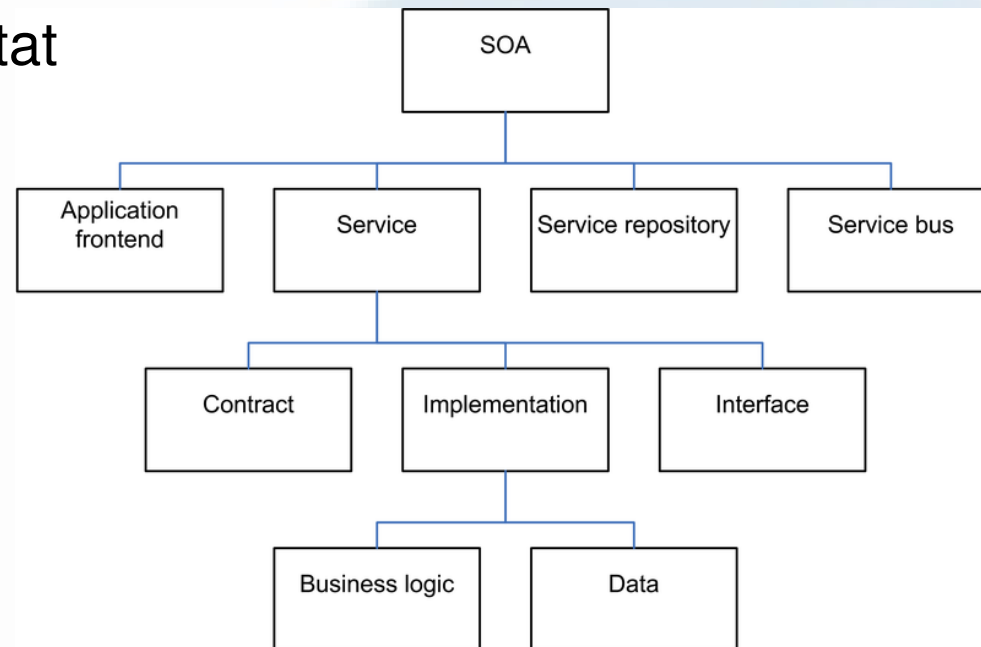 tat
SOA
Application
frontend
Service
Service repository
Service bus
Contract
Implementation
Interface
Business logic
Data